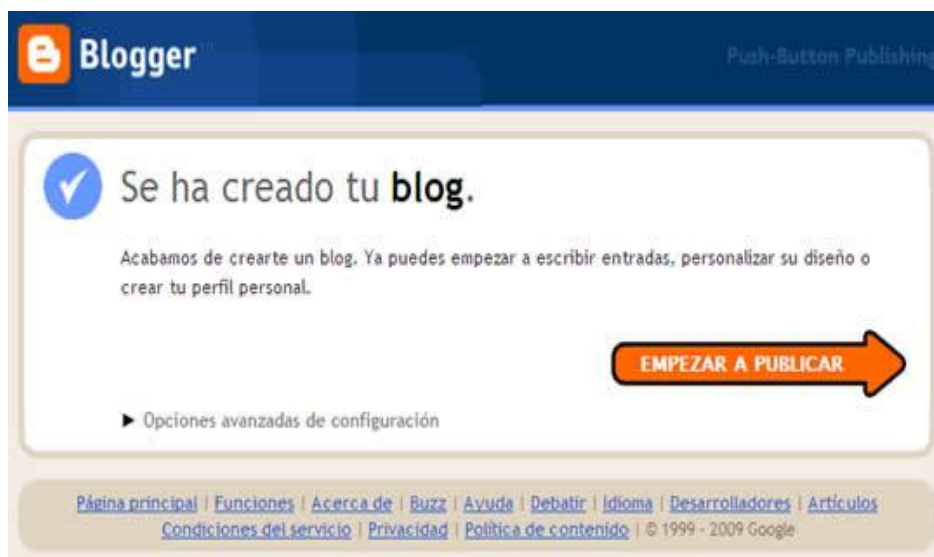 Blogger
Push-Button Publishing
Se ha creado tu blog.
Acabamos de crearte un blog. Ya puedes empezar a escribir entradas, personalizar su diseño o
crear tu perfil personal.
EMPEZAR A PUBLICAR
Opciones avanzadas de configuración
Página principal | Funciones | Acerca de | Buzz | Ayuda | Debatir | Idioma | Desarrolladores | Artículos
Condiciones del servicio | Privacidad | Política de contenido | © 1999 - 2009 Google